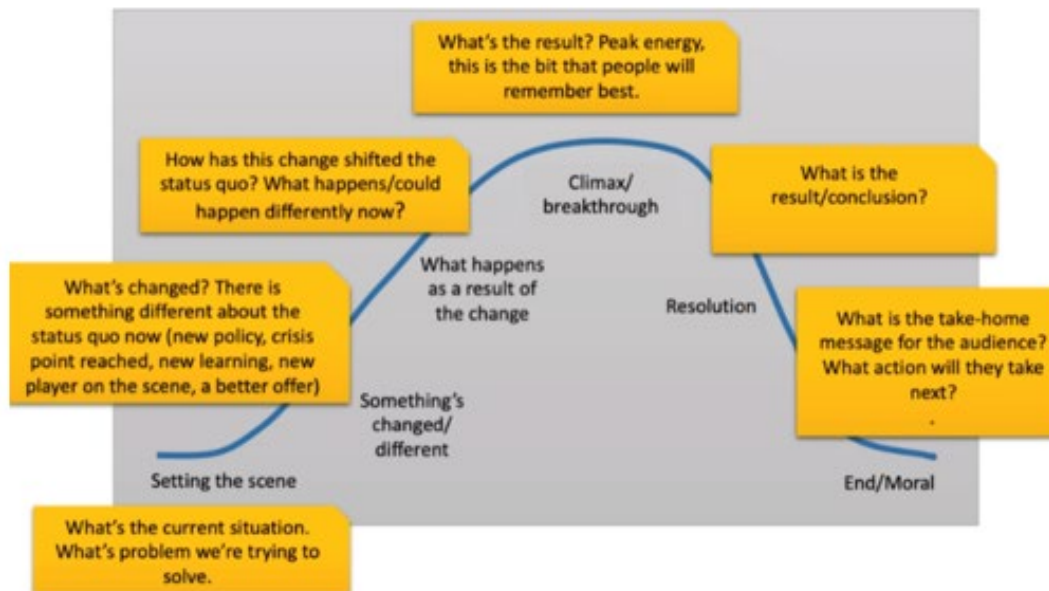 What's the result? Peak energy,
this is the bit that people will
remember best.
How has this change shifted the
status quo? What happens/could
happen differently now?
Climax/
breakthrough
What is the
result/conclusion?
What happens
as a result of
the change
What's changed? There is
something different about the
status quo now (new policy, crisis
point reached, new learning, new
player on the scene, a better offer)
Resolution
What is the take-home
message for the audience?
What action will they take
next?
.
Something's
changed/
different
Setting the scene
End/Moral
What's the current situation.
What's problem we're trying to
solve.